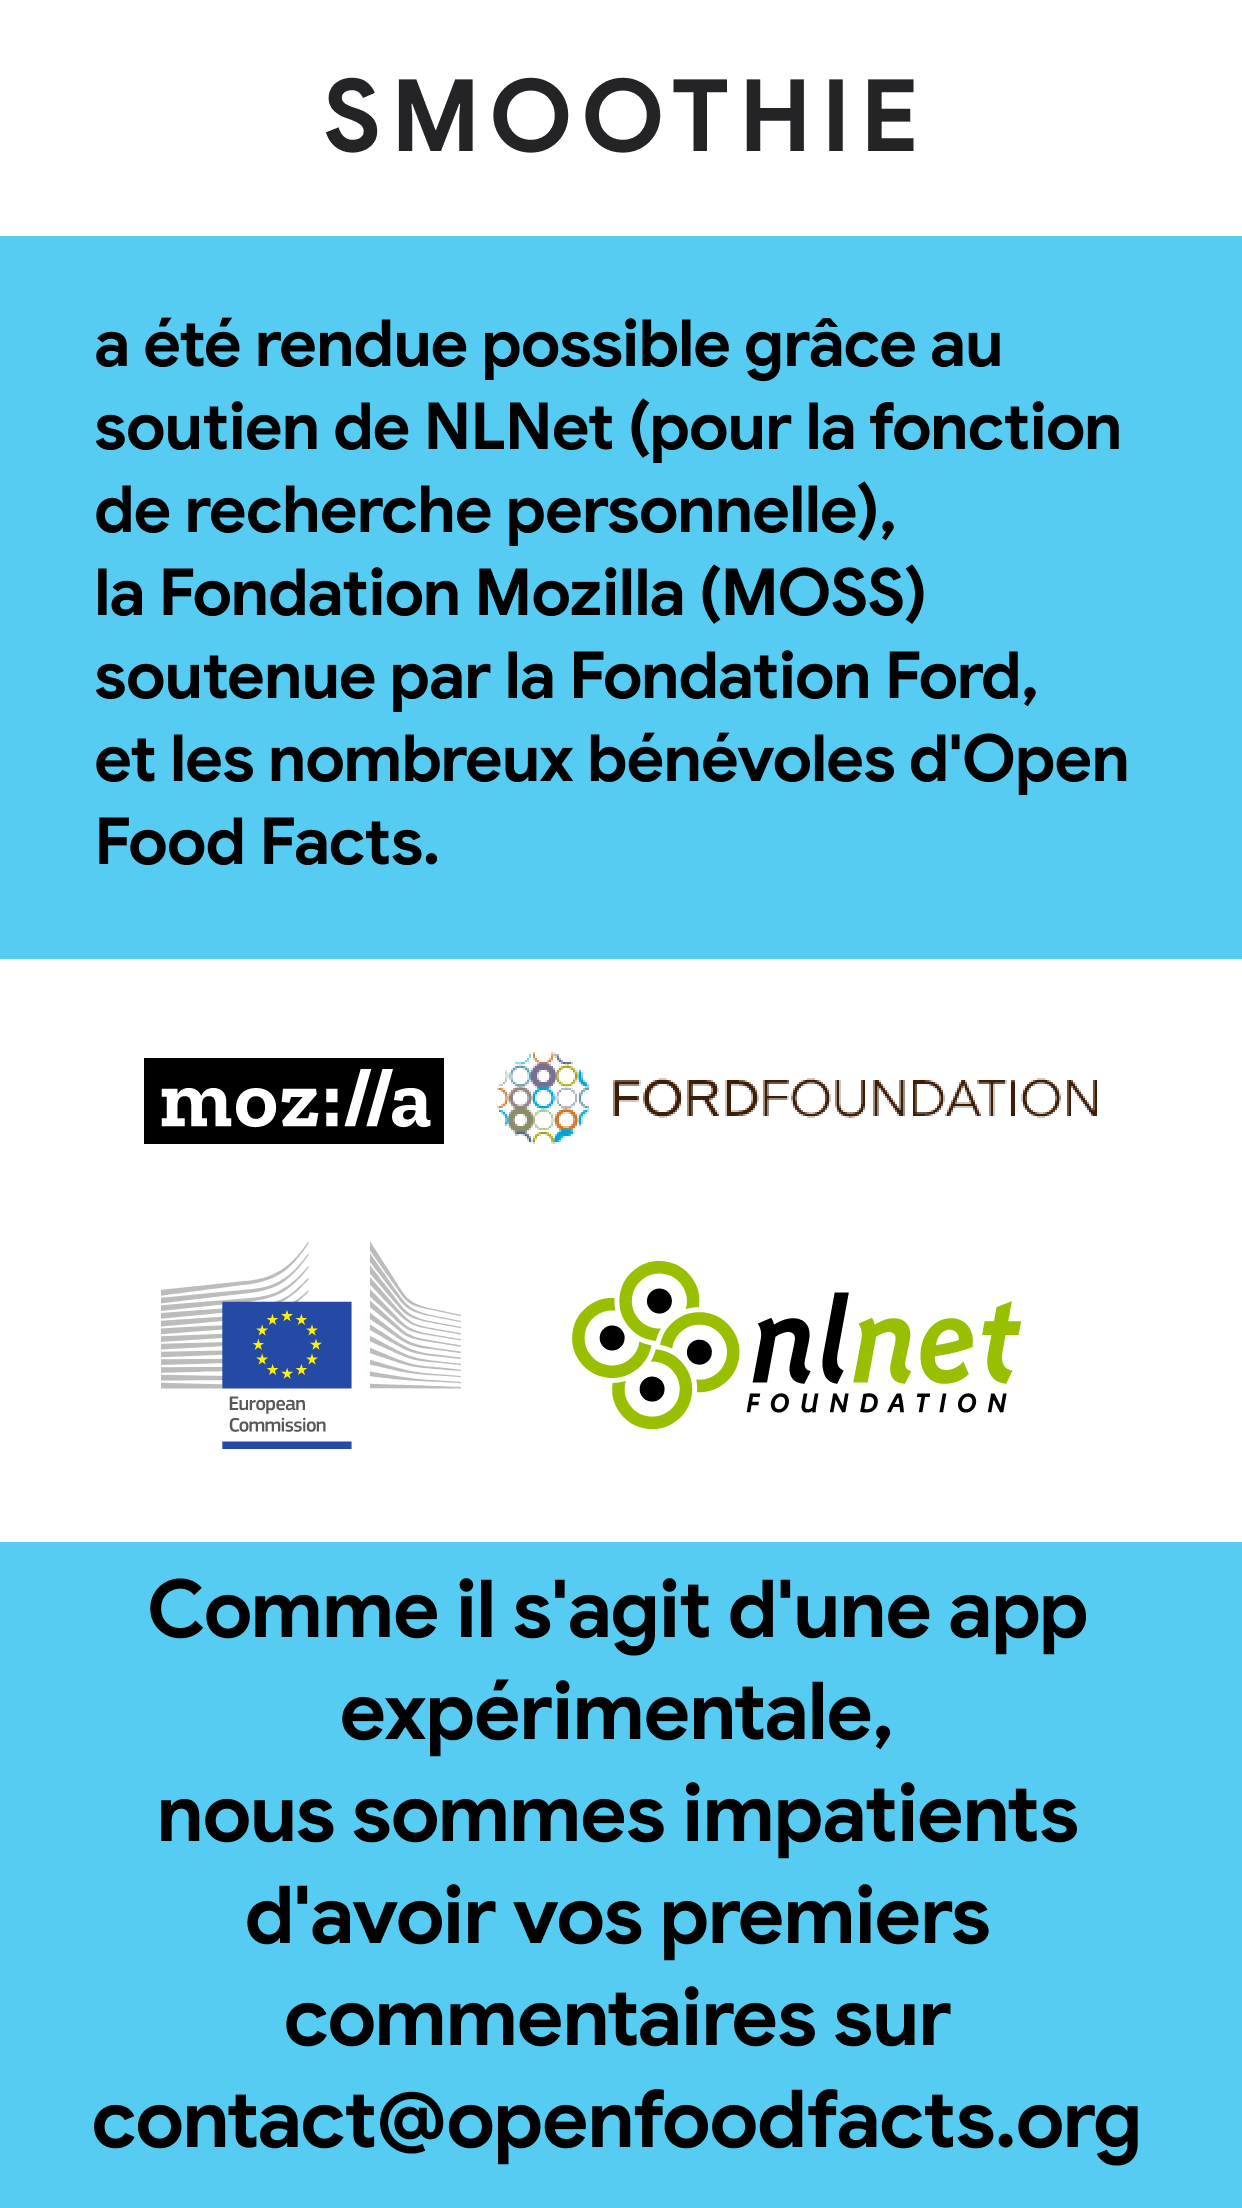 SMOOTHIE
a été rendue possible grâce au
soutien de NLNet (pour la fonction
de recherche personnelle),
la Fondation Mozilla (MOSS)
soutenue par la Fondation Ford,
et les nombreux bénévoles d'Open
Food Facts.
moz://a
FORDFOUNDATION
European
Commission
nlnet
FOUNDATION
Comme il s'agit d'une app
expérimentale,
nous sommes impatients
d'avoir vos premiers
commentaires sur
contact@openfoodfacts.org